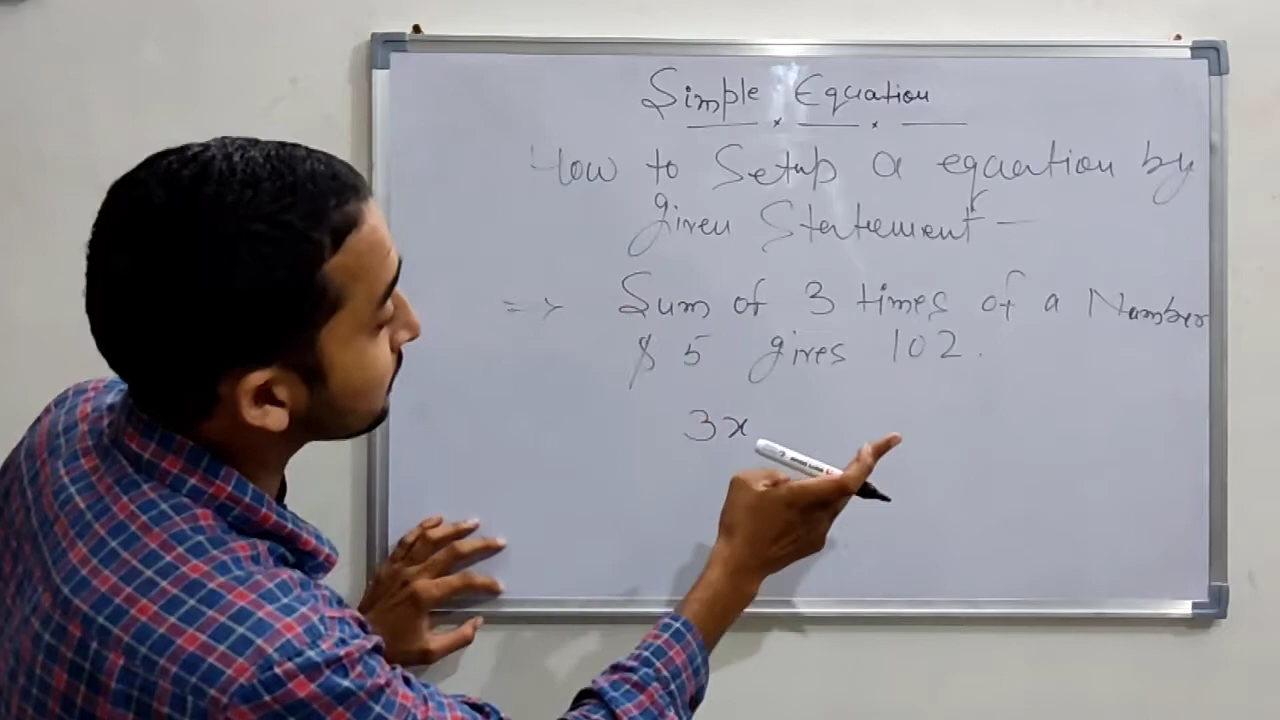 Simple Equation
How to Setup a equation by
given Statement -
=> Sum of 3 times of a Number
& 5 gives 102.
3x